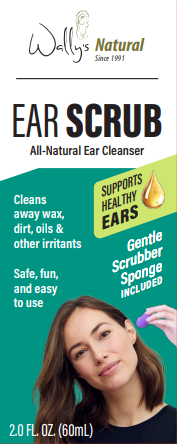 Wally's Natural
Since 1991
EAR SCRUB
All-Natural Ear Cleanser
SUPPORTS
HEALTHY
EARS
Cleans
away wax,
dirt, oils &
other irritants
Gentle
Scrubber
Sponge
INCLUDED
Safe, fun,
and easy
to use
2.0 FL. OZ. (60mL)